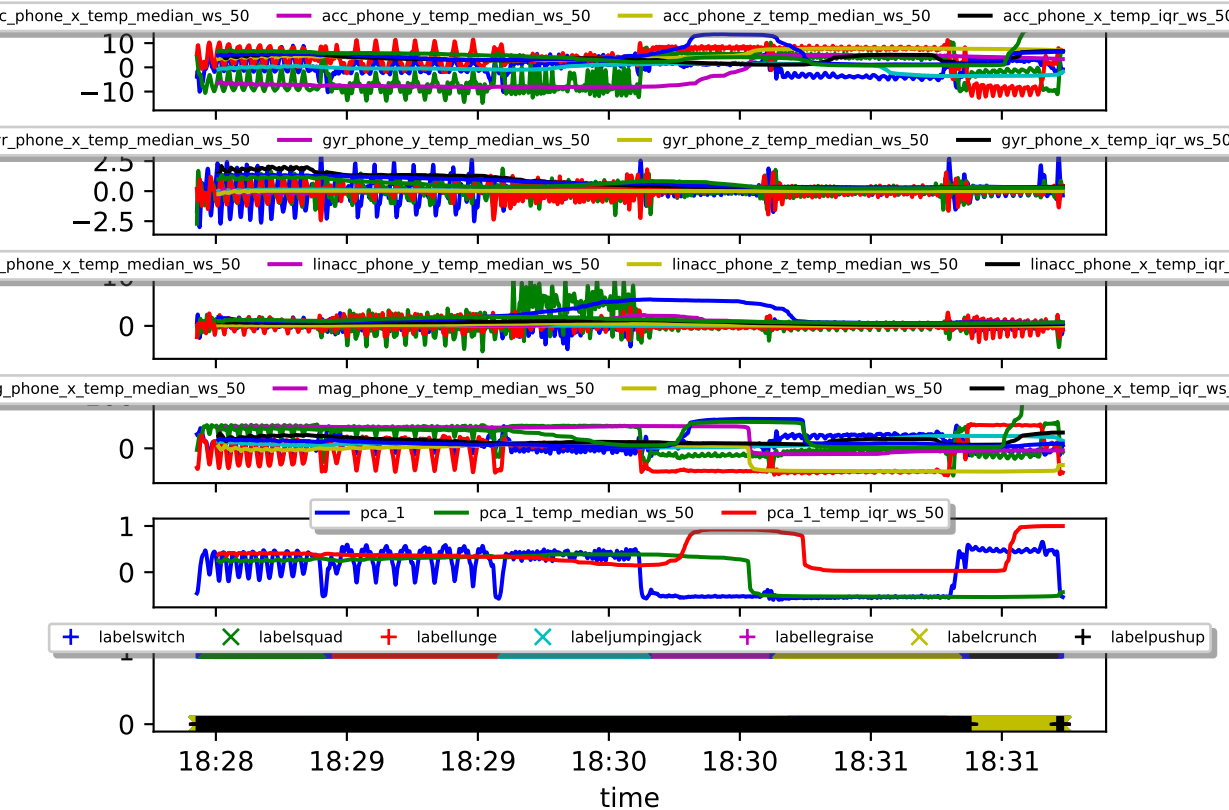 c_phone_x_temp_median_ws_50 acc_phone_y_temp_median_ws_50 acc_phone_z_temp_median_ws_50 acc_phone_x_temp_iqr_ws_50
10
0
−10
r_phone_x_temp_median_ws_50 gyr_phone_y_temp_median_ws_50 gyr_phone_z_temp_median_ws_50 gyr_phone_x_temp_iqr_ws_50
2.5
0.0
−2.5
_phone_x_temp_median_ws_50 linacc_phone_y_temp_median_ws_50 linacc_phone_z_temp_median_ws_50 linacc_phone_x_temp_iqr_
0
g_phone_x_temp_median_ws_50 mag_phone_y_temp_median_ws_50 mag_phone_z_temp_median_ws_50 mag_phone_x_temp_iqr_ws_
0
pca_1 pca_1_temp_median_ws_50 pca_1_temp_iqr_ws_50
1
0
labelswitch labelsquad labellunge labeljumpingjack labellegraise labelcrunch labelpushup
1
0
18:28 18:29 18:29 18:30 18:30 18:31 18:31
time